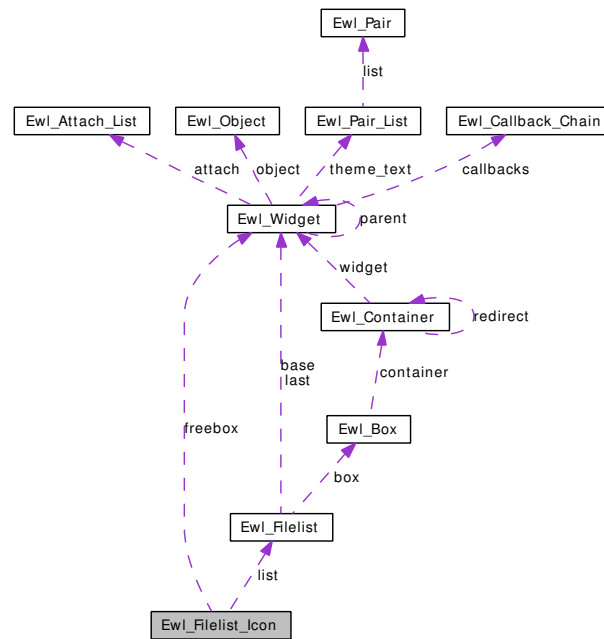 Ewl_Pair
list
Ewl_Attach_List
Ewl_Object
Ewl_Pair_List
Ewl_Callback_Chain
attach
object
theme_text
callbacks
Ewl_Widget
parent
widget
Ewl_Container
redirect
base
last
container
freebox
Ewl_Box
box
Ewl_Filelist
list
Ewl_Filelist_Icon